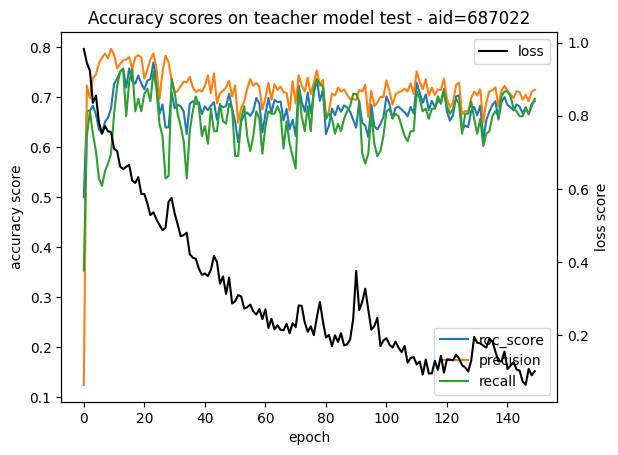 Accuracy scores on teacher model test - aid=687022
accuracy score
0.8
0.7
0.6
0.5
0.4
0.3
0.2
0.1
loss
1.0
0.8
0.6
0.4
0.2
loss score
roc_score
precision
recall
0
20
40
60
80
100
120
140
epoch